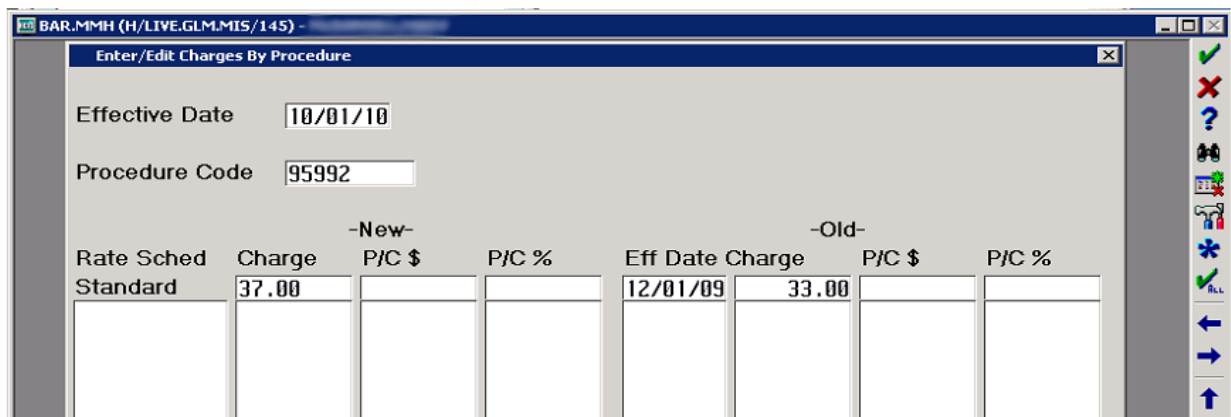 BAR.MMH (H/LIVE.GLM.MIS/145) -
Enter/Edit Charges By Procedure
Effective Date 10/01/10
Procedure Code 95992
-New- -Old-
Rate Sched Charge P/C $ P/C % Eff Date Charge P/C $ P/C %
Standard 37.00 12/01/09 33.00
ALL